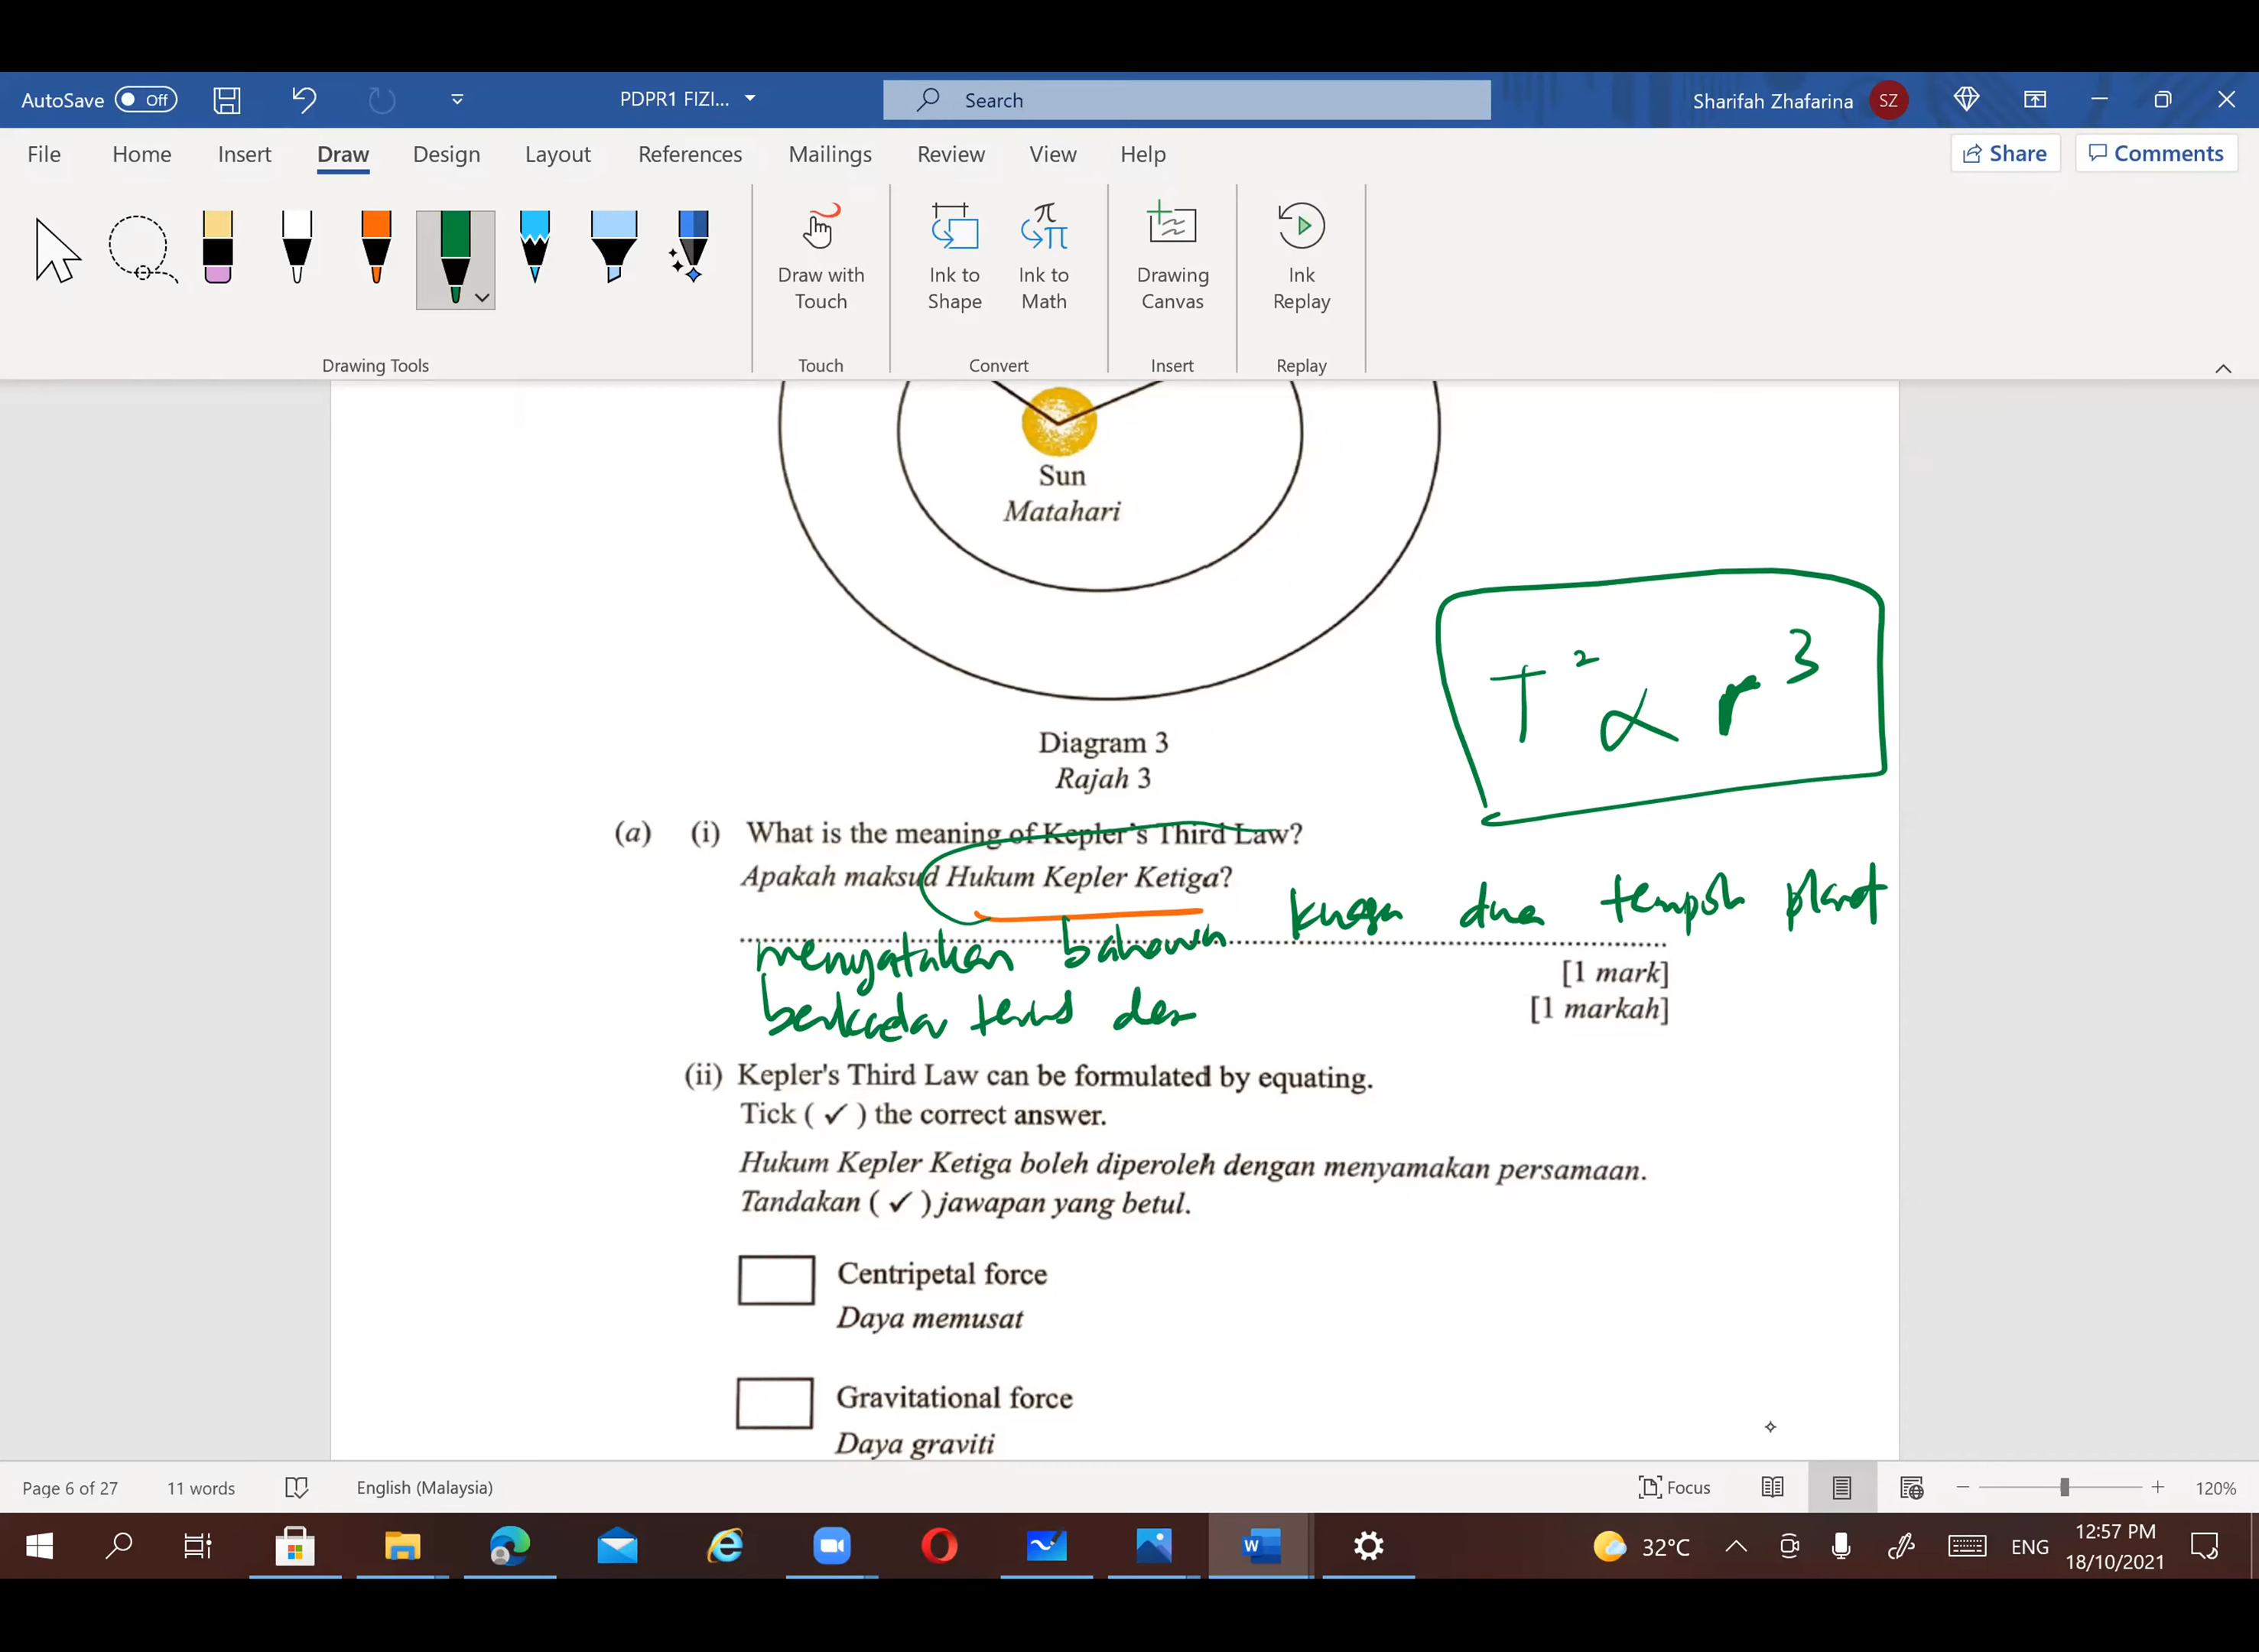 AutoSave Off PDPR1 FIZI... Search Sharifah Zhafarina SZ
File Home Insert Draw Design Layout References Mailings Review View Help Share Comments
Draw with Touch Ink to Shape Ink to Math Drawing Canvas Ink Replay
Drawing Tools Touch Convert Insert Replay
Sun
Matahari
T² ∝ r³
Diagram 3
Rajah 3
(a) (i) What is the meaning of Kepler's Third Law?
Apakah maksud Hukum Kepler Ketiga?
menyatakan bahawa kuasa dua tempoh planet
[1 mark]
berkadar terus den
[1 markah]
(ii) Kepler's Third Law can be formulated by equating.
Tick ( ✓ ) the correct answer.
Hukum Kepler Ketiga boleh diperoleh dengan menyamakan persamaan.
Tandakan ( ✓ ) jawapan yang betul.
Centripetal force
Daya memusat
Gravitational force
Daya graviti
Page 6 of 27 11 words English (Malaysia) Focus 120%
W 32°C ENG 12:57 PM
18/10/2021